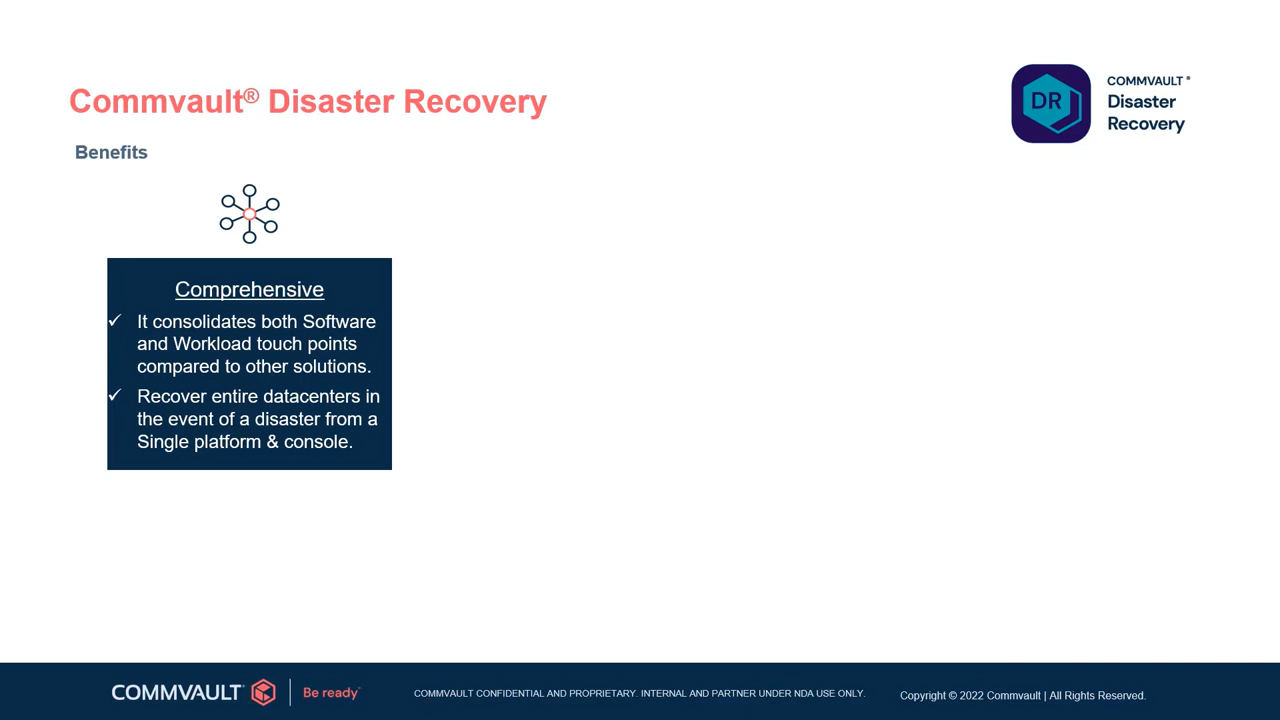 Commvault® Disaster Recovery
Benefits
DR
COMMVAULT ®
Disaster
Recovery
Comprehensive
✓ It consolidates both Software
and Workload touch points
compared to other solutions.
✓ Recover entire datacenters in
the event of a disaster from a
Single platform & console.
COMMVAULT
Be ready
COMMVAULT CONFIDENTIAL AND PROPRIETARY. INTERNAL AND PARTNER UNDER NDA USE ONLY.
Copyright © 2022 Commvault | All Rights Reserved.